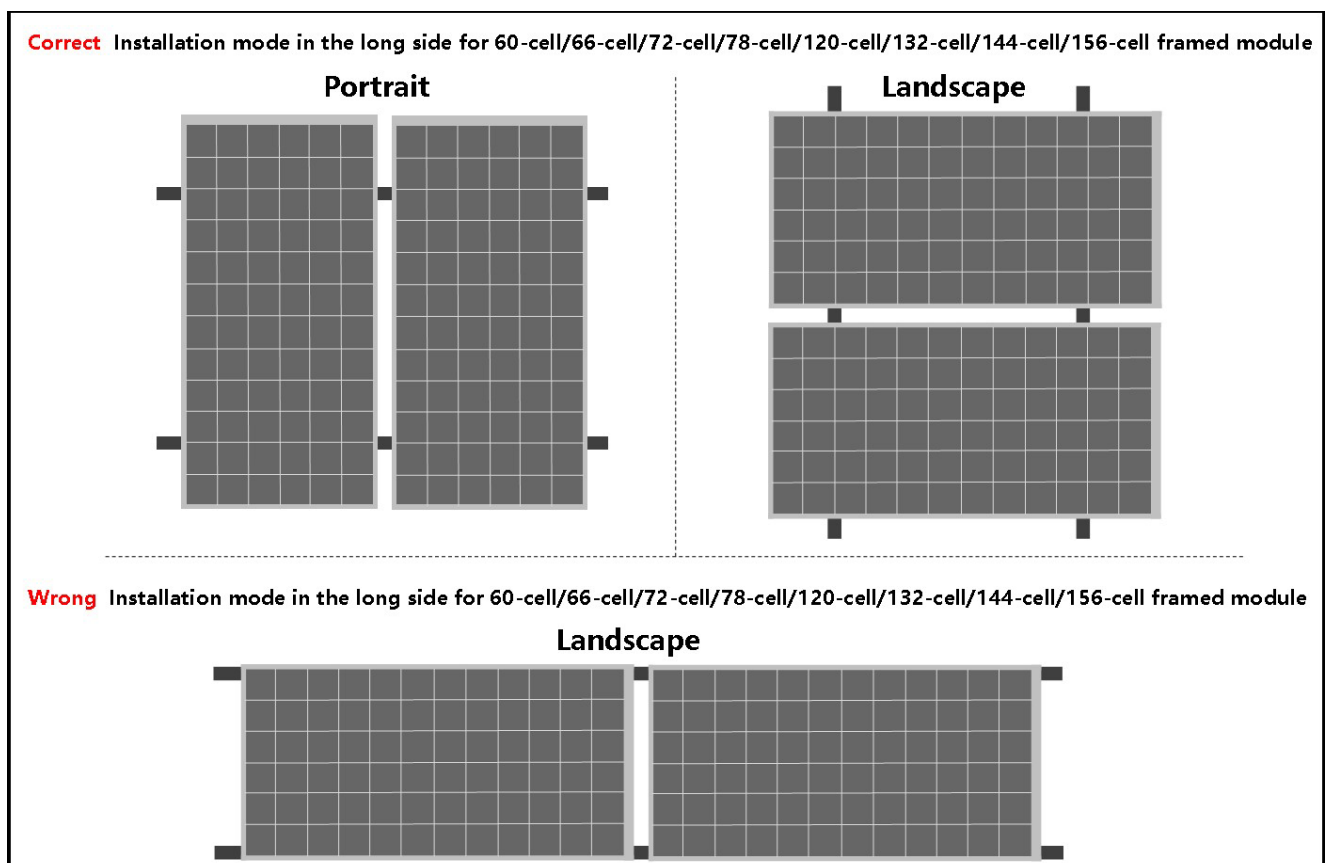 Correct Installation mode in the long side for 60-cell/66-cell/72-cell/78-cell/120-cell/132-cell/144-cell/156-cell framed module
Portrait
Landscape
Wrong Installation mode in the long side for 60-cell/66-cell/72-cell/78-cell/120-cell/132-cell/144-cell/156-cell framed module
Landscape